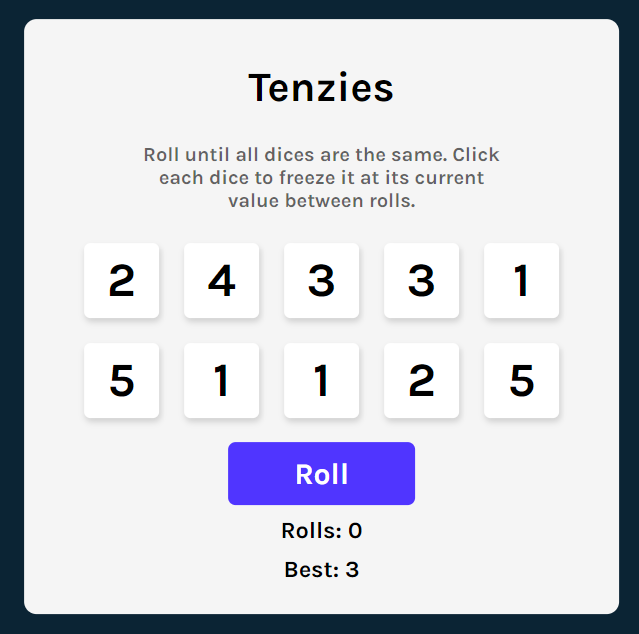 Tenzies
Roll until all dices are the same. Click
each dice to freeze it at its current
value between rolls.
2 4 3 3 1
5 1 1 2 5
Roll
Rolls: 0
Best: 3